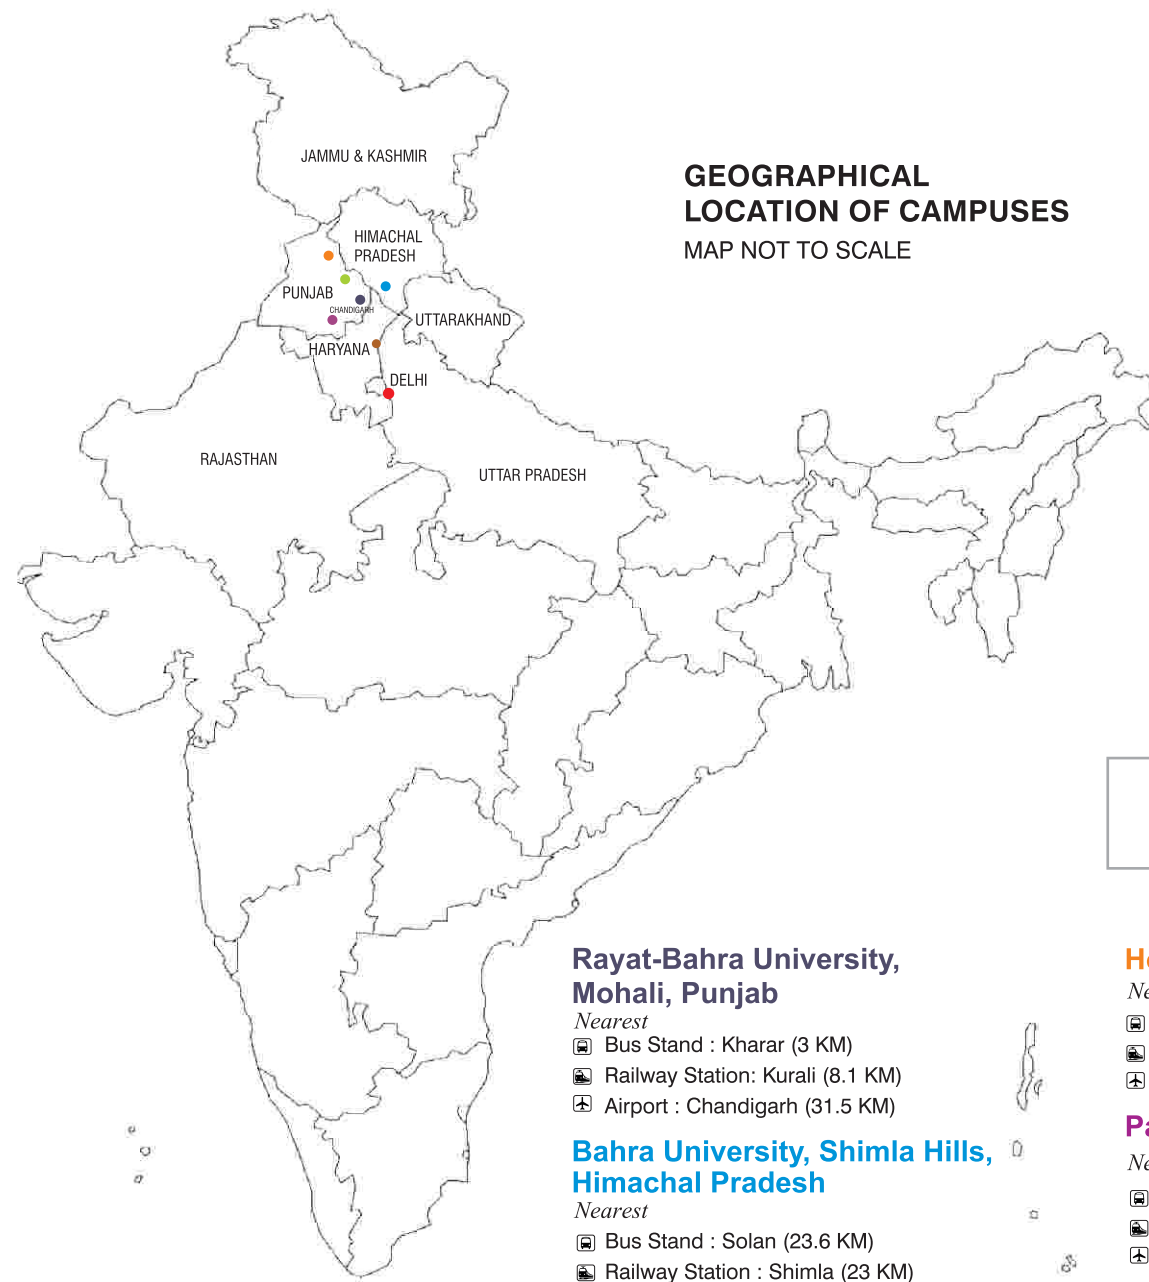 JAMMU & KASHMIR
GEOGRAPHICAL
LOCATION OF CAMPUSES
MAP NOT TO SCALE
HIMACHAL
PRADESH
PUNJAB
CHANDIGARH
UTTARAKHAND
HARYANA
DELHI
RAJASTHAN
UTTAR PRADESH
Rayat-Bahra University,
Mohali, Punjab
Nearest
Bus Stand : Kharar (3 KM)
Railway Station: Kurali (8.1 KM)
Airport : Chandigarh (31.5 KM)
Bahra University, Shimla Hills,
Himachal Pradesh
Nearest
Bus Stand : Solan (23.6 KM)
Railway Station : Shimla (23 KM)